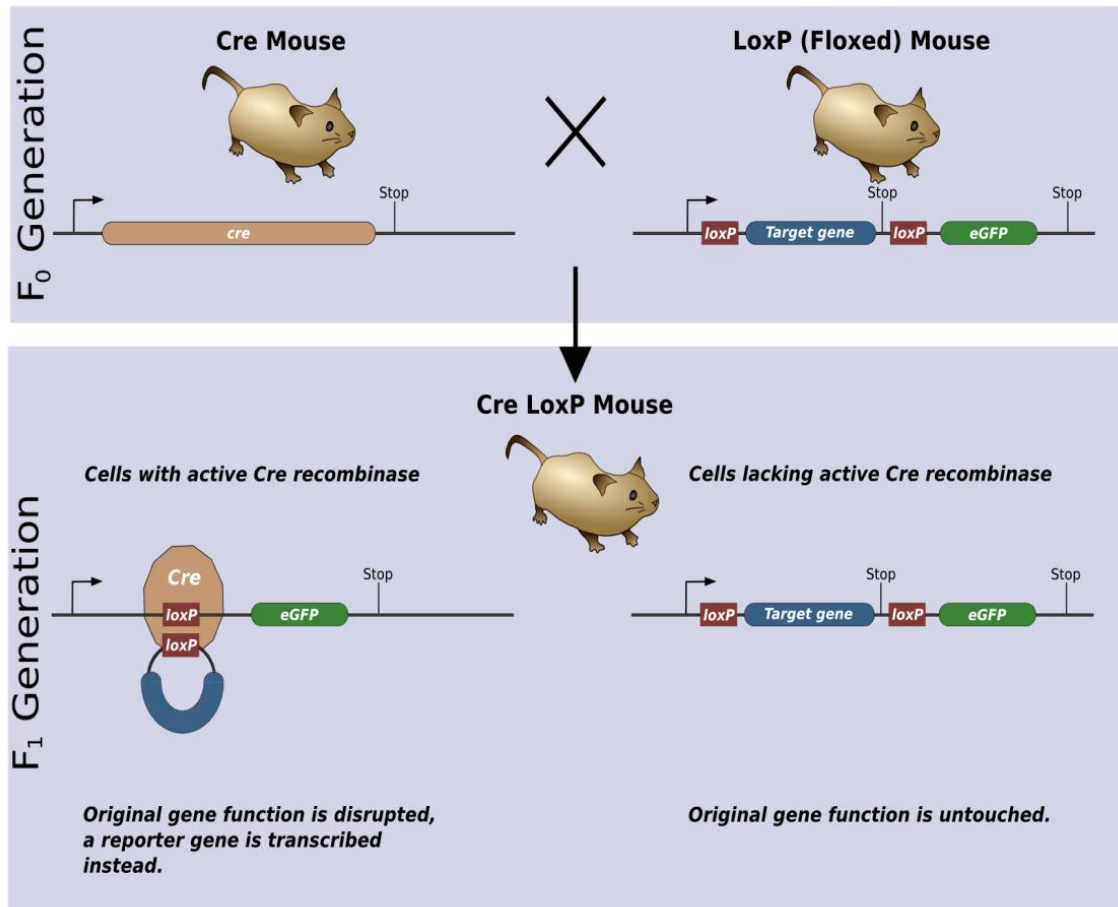 F0 Generation
Cre Mouse
LoxP (Floxed) Mouse
Stop
cre
Stop
Stop
loxP
Target gene
loxP
eGFP
F1 Generation
Cre LoxP Mouse
Cells with active Cre recombinase
Cells lacking active Cre recombinase
Cre
loxP
loxP
eGFP
Stop
Stop
Stop
loxP
Target gene
loxP
eGFP
Original gene function is disrupted,
a reporter gene is transcribed
instead.
Original gene function is untouched.